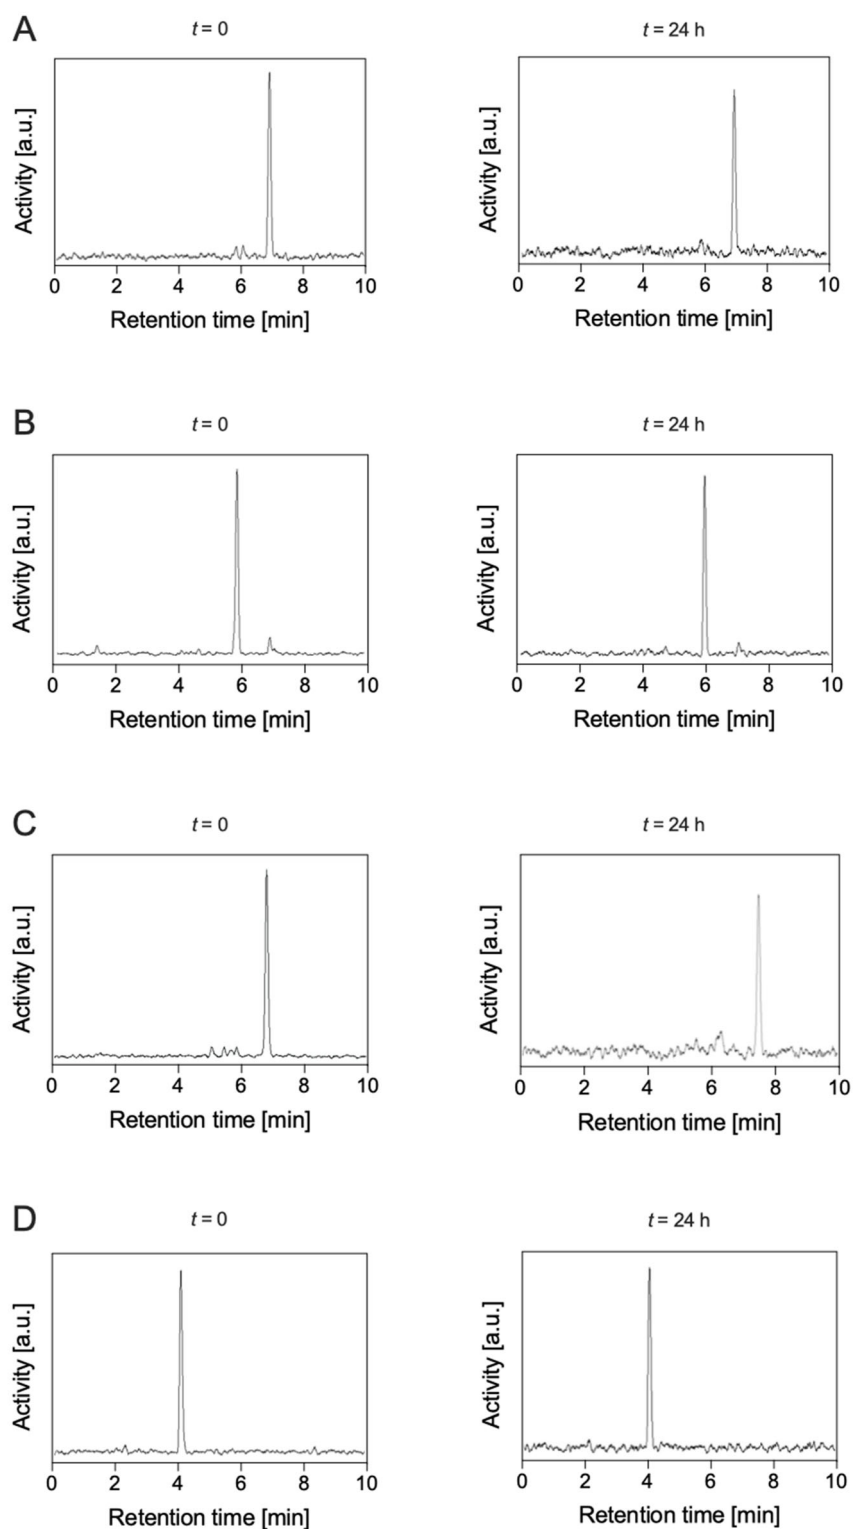 A
t = 0
t = 24 h
Activity [a.u.]
Activity [a.u.]
0 2 4 6 8 10
0 2 4 6 8 10
Retention time [min]
Retention time [min]
B
t = 0
t = 24 h
Activity [a.u.]
Activity [a.u.]
0 2 4 6 8 10
0 2 4 6 8 10
Retention time [min]
Retention time [min]
C
t = 0
t = 24 h
Activity [a.u.]
Activity [a.u.]
0 2 4 6 8 10
0 2 4 6 8 10
Retention time [min]
Retention time [min]
D
t = 0
t = 24 h
Activity [a.u.]
Activity [a.u.]
0 2 4 6 8 10
0 2 4 6 8 10
Retention time [min]
Retention time [min]